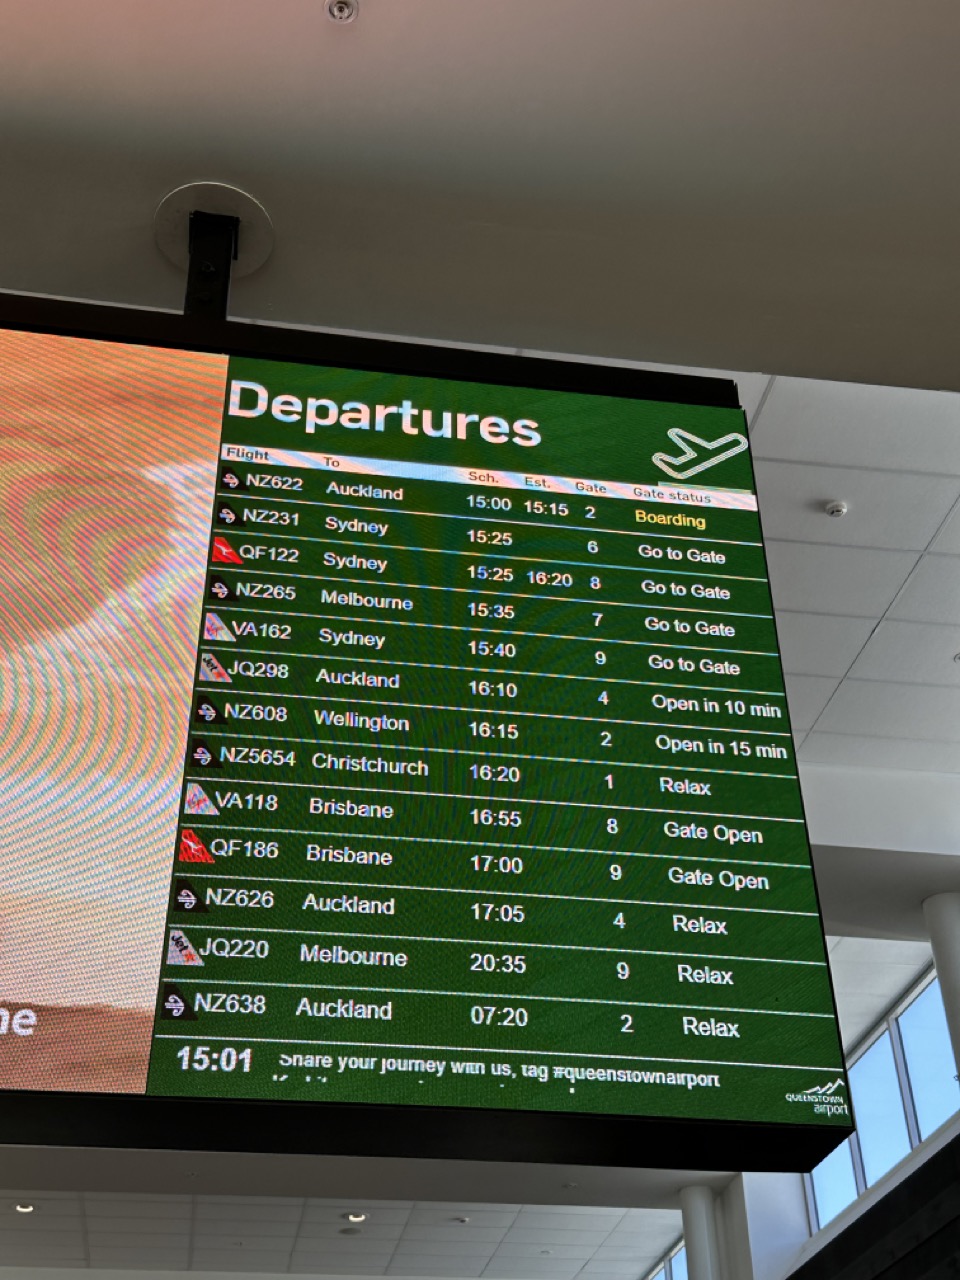 Departures
Flight To Sch. Est. Gate Gate status
NZ622 Auckland 15:00 15:15 2 Boarding
NZ231 Sydney 15:25 6 Go to Gate
QF122 Sydney 15:25 16:20 8 Go to Gate
NZ265 Melbourne 15:35 7 Go to Gate
VA162 Sydney 15:40 9 Go to Gate
Jet JQ298 Auckland 16:10 4 Open in 10 min
NZ608 Wellington 16:15 2 Open in 15 min
NZ5654 Christchurch 16:20 1 Relax
VA118 Brisbane 16:55 8 Gate Open
QF186 Brisbane 17:00 9 Gate Open
NZ626 Auckland 17:05 4 Relax
Jet JQ220 Melbourne 20:35 9 Relax
NZ638 Auckland 07:20 2 Relax
ne
15:01 Share your journey with us, tag #queenstownairport
QUEENSTOWN
airport